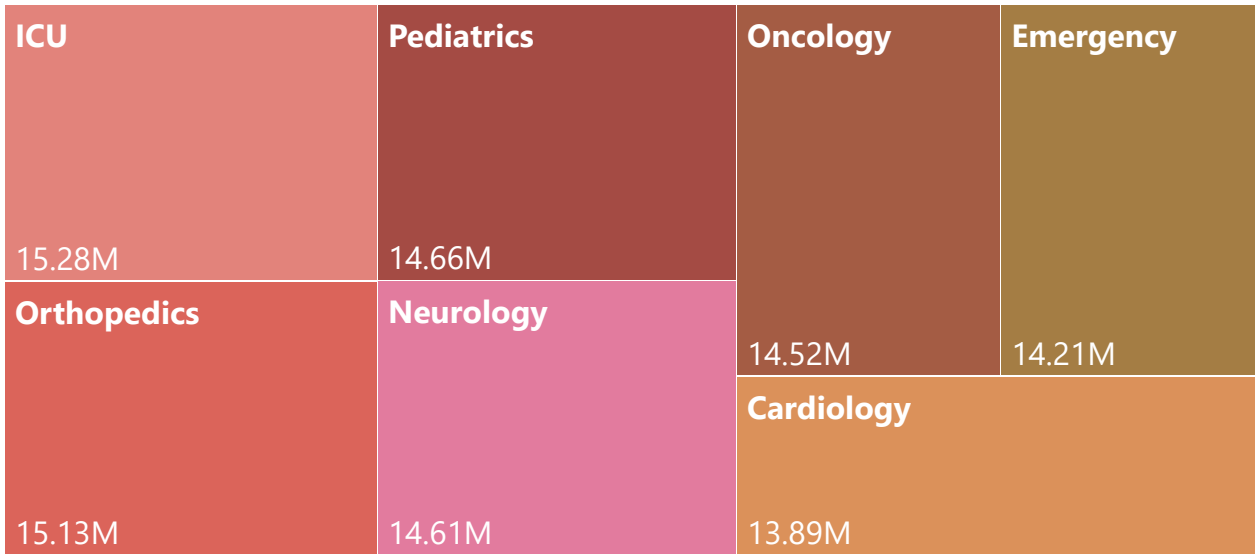 ICU
15.28M
Pediatrics
14.66M
Oncology
14.52M
Emergency
14.21M
Orthopedics
15.13M
Neurology
14.61M
Cardiology
13.89M